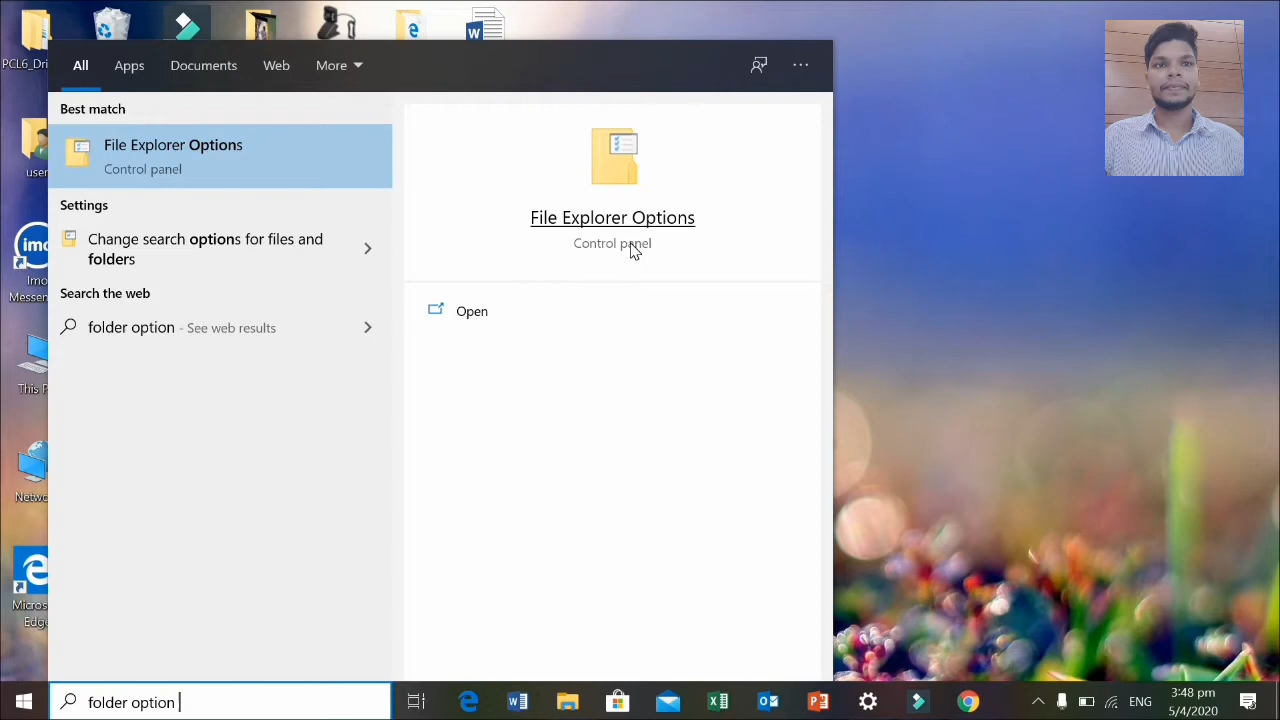 PCL6_Dri
All
Apps
Documents
Web
More
Best match
File Explorer Options
Control panel
Settings
Change search options for files and
folders
Search the web
folder option - See web results
File Explorer Options
Control panel
Open
user
imo
Imo
Messen
This P
Netwo
Micros
Edge
folder option
ENG
3:48 pm
5/4/2020